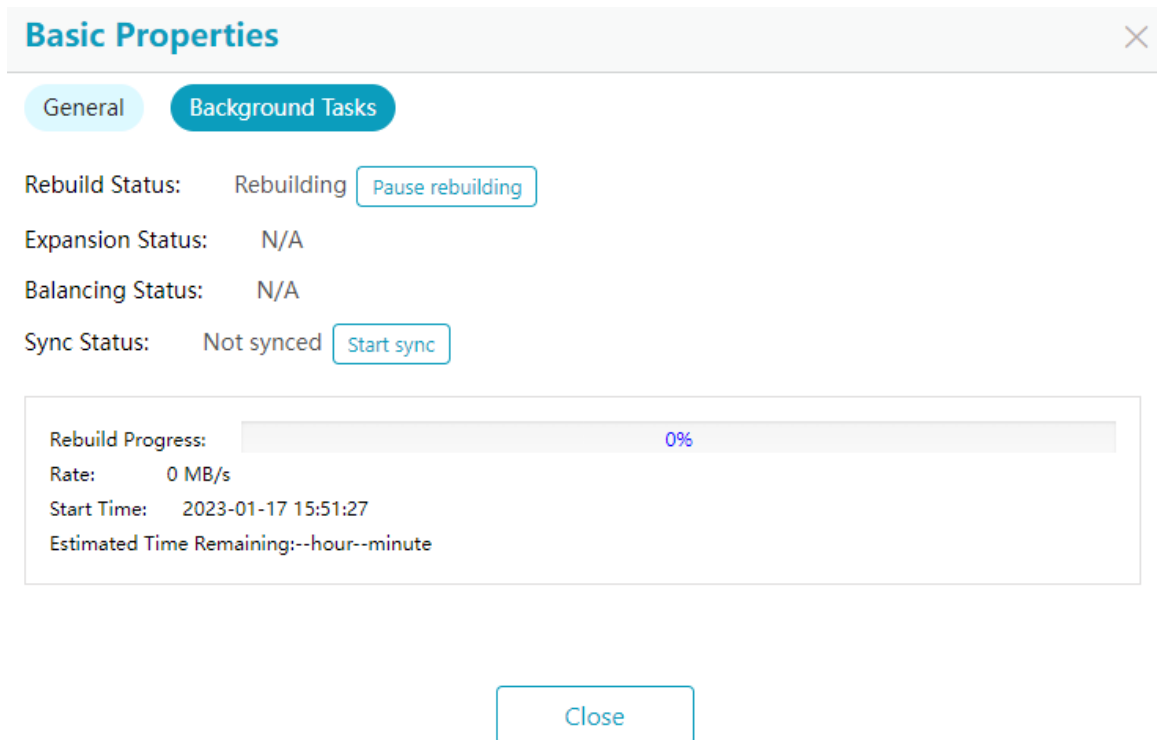 Basic Properties
General Background Tasks
Rebuild Status: Rebuilding Pause rebuilding
Expansion Status: N/A
Balancing Status: N/A
Sync Status: Not synced Start sync
Rebuild Progress: 0%
Rate: 0 MB/s
Start Time: 2023-01-17 15:51:27
Estimated Time Remaining:--hour--minute
Close